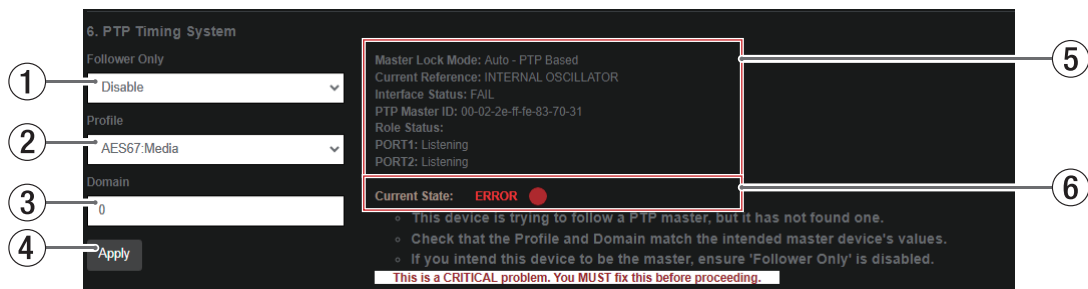 6. PTP Timing System
Follower Only
Disable
Profile
AES67:Media
Domain
0
Apply
Master Lock Mode: Auto - PTP Based
Current Reference: INTERNAL OSCILLATOR
Interface Status: FAIL
PTP Master ID: 00-02-2e-ff-fe-83-70-31
Role Status:
PORT1: Listening
PORT2: Listening
Current State: ERROR
◦ This device is trying to follow a PTP master, but it has not found one.
◦ Check that the Profile and Domain match the intended master device's values.
◦ If you intend this device to be the master, ensure 'Follower Only' is disabled.
This is a CRITICAL problem. You MUST fix this before proceeding.
1
2
3
4
5
6